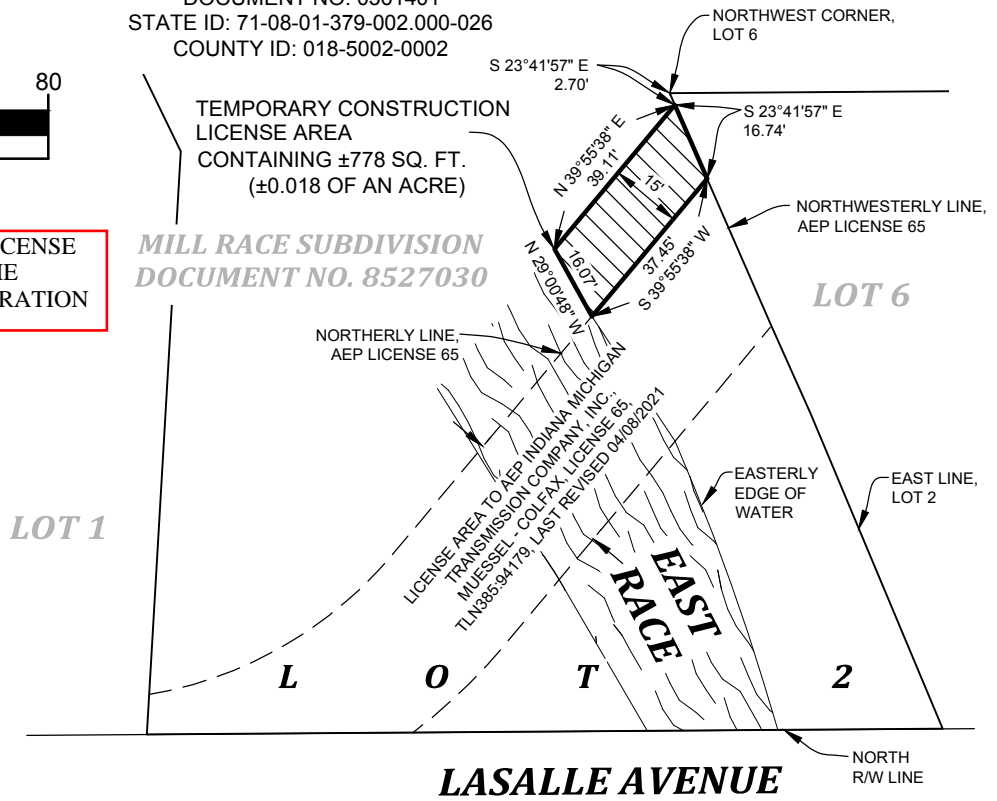 DOCUMENT NO. 0501401
STATE ID: 71-08-01-379-002.000-026
COUNTY ID: 018-5002-0002
80
NORTHWEST CORNER,
LOT 6
S 23°41'57" E
2.70'
TEMPORARY CONSTRUCTION
LICENSE AREA
CONTAINING ±778 SQ. FT.
(±0.018 OF AN ACRE)
S 23°41'57" E
16.74'
N 39°55'38" E
39.11'
15'
37.45'
S 39°55'38" W
16.07'
N 29°00'48" W
NORTHWESTERLY LINE,
AEP LICENSE 65
CENSE
RATION
MILL RACE SUBDIVISION
DOCUMENT NO. 8527030
LOT 6
NORTHERLY LINE,
AEP LICENSE 65
LICENSE AREA TO AEP INDIANA MICHIGAN
TRANSMISSION COMPANY, INC.,
MUESSEL - COLFAX, LICENSE 65,
TLN385:94179, LAST REVISED 04/08/2021
EASTERLY
EDGE OF
WATER
EAST LINE,
LOT 2
LOT 1
EAST
RACE
L O T 2
NORTH
R/W LINE
LASALLE AVENUE